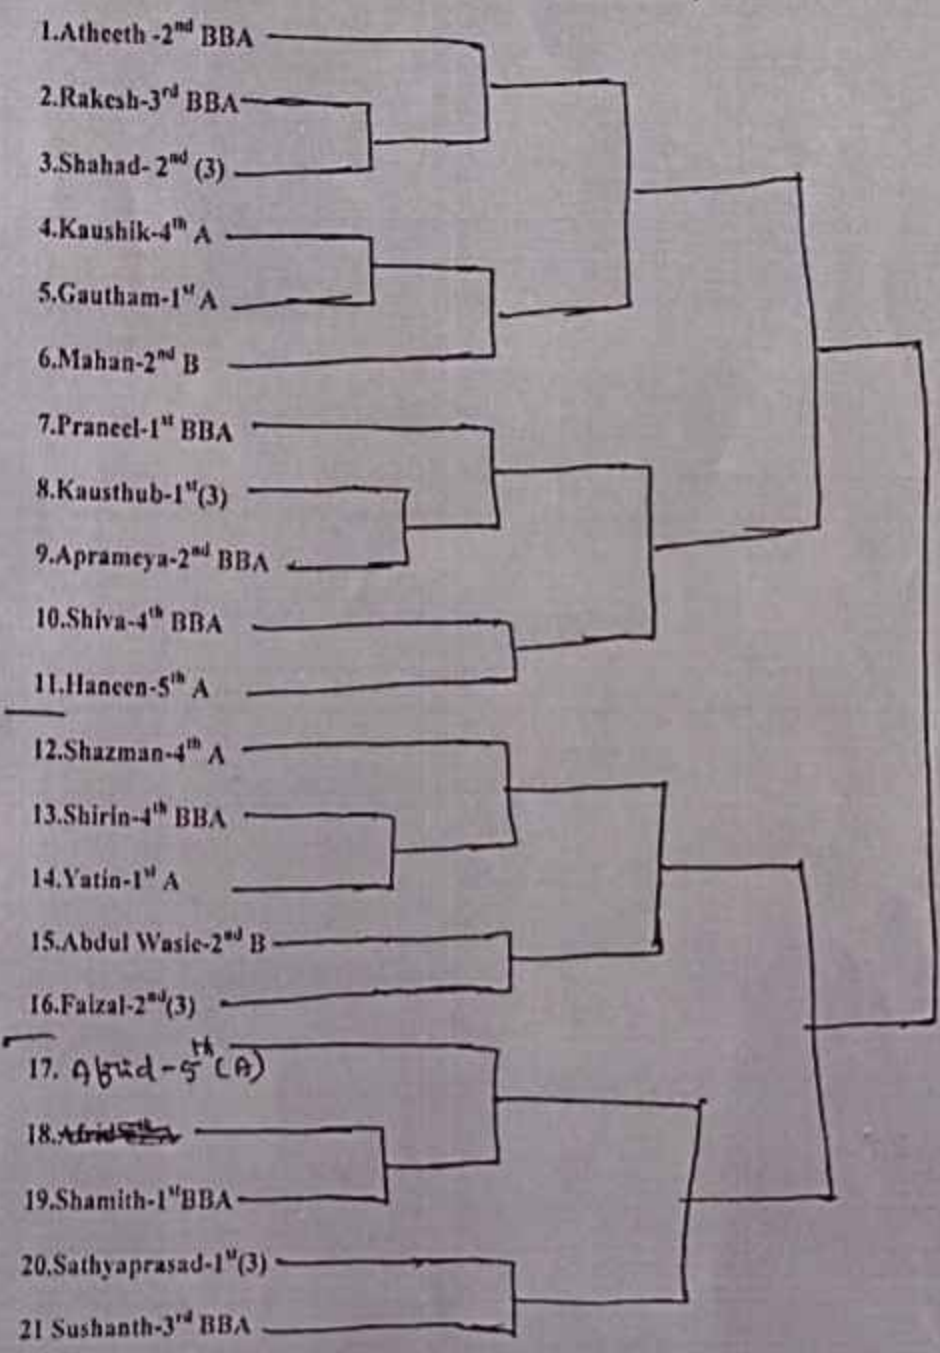 1.Atheeth -2nd BBA
2.Rakesh-3rd BBA
3.Shahad- 2nd (3)
4.Kaushik-4th A
5.Gautham-1st A
6.Mahan-2nd B
7.Praneel-1st BBA
8.Kausthub-1st(3)
9.Aprameya-2nd BBA
10.Shiva-4th BBA
11.Haneen-5th A
12.Shazman-4th A
13.Shirin-4th BBA
14.Yatin-1st A
15.Abdul Wasie-2nd B
16.Faizal-2nd(3)
17. Afrid-5th (A)
18.Afrid
19.Shamith-1stBBA
20.Sathyaprasad-1st(3)
21 Sushanth-3rd BBA